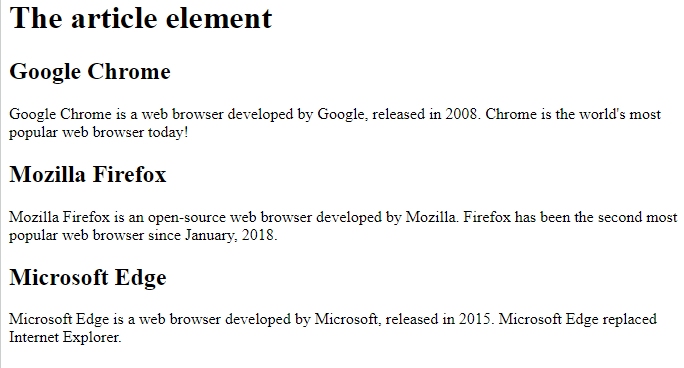 The article element
Google Chrome
Google Chrome is a web browser developed by Google, released in 2008. Chrome is the world's most
popular web browser today!
Mozilla Firefox
Mozilla Firefox is an open-source web browser developed by Mozilla. Firefox has been the second most
popular web browser since January, 2018.
Microsoft Edge
Microsoft Edge is a web browser developed by Microsoft, released in 2015. Microsoft Edge replaced
Internet Explorer.